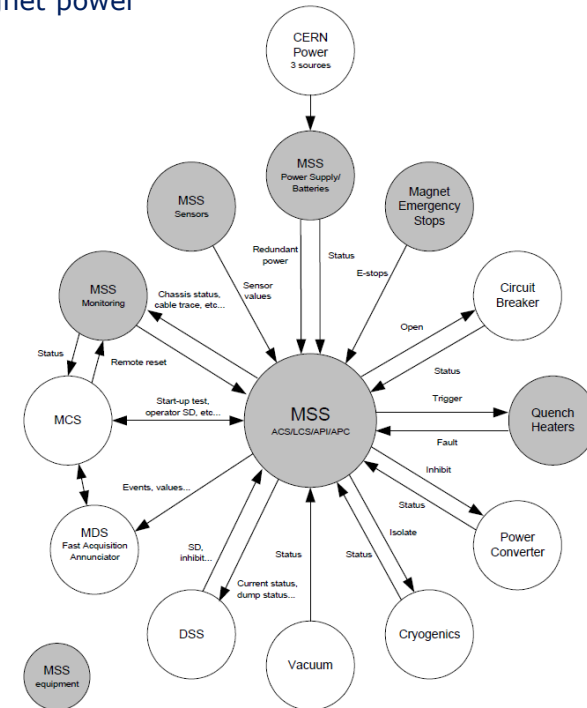 magnet power
CERN
Power
3 sources
MSS
Power Supply/
Batteries
MSS
Sensors
Magnet
Emergency
Stops
Redundant
power
Status
E-stops
Sensor
values
MSS
Monitoring
Chassis status,
cable trace, etc...
Circuit
Breaker
Open
Status
Status
Remote reset
MCS
Start-up test,
operator SD, etc...
MSS
ACS/LCS/API/APC
Trigger
Fault
Quench
Heaters
Inhibit
Status
Power
Converter
Events, values...
MDS
Fast Acquisition
Annunciator
SD,
inhibit...
Current status,
dump status...
Status
Status
Isolate
DSS
Vacuum
Cryogenics
MSS
equipment